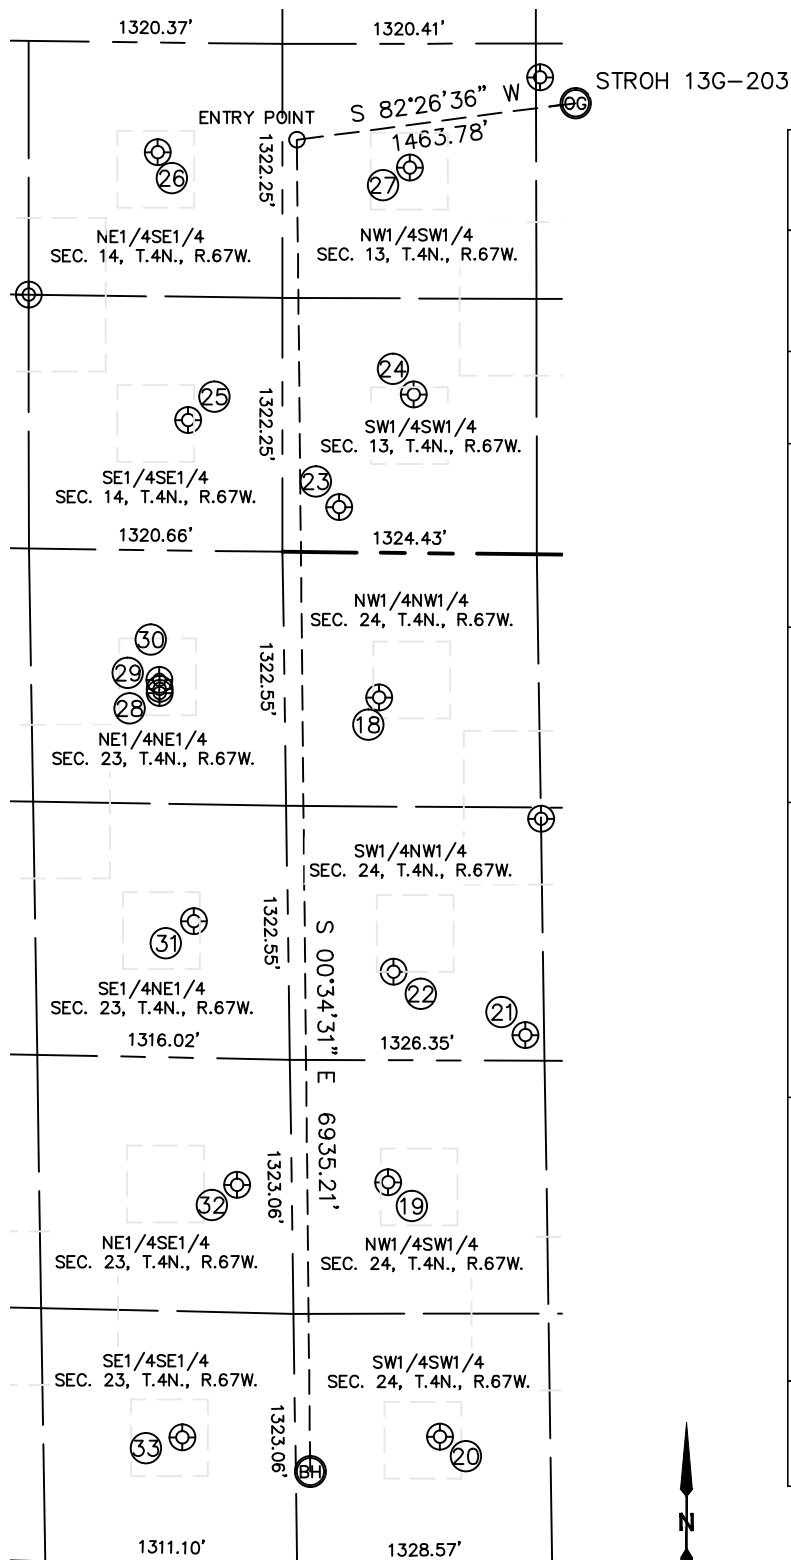 1320.37’
1320.41’
STROH 13G-203
OG
S 82°26’36” W
1463.78’
ENTRY POINT
1322.25’
26
27
NE1/4SE1/4
SEC. 14, T.4N., R.67W.
NW1/4SW1/4
SEC. 13, T.4N., R.67W.
24
25
1322.25’
SW1/4SW1/4
SEC. 13, T.4N., R.67W.
SE1/4SE1/4
SEC. 14, T.4N., R.67W.
23
1320.66’
1324.43’
NW1/4NW1/4
SEC. 24, T.4N., R.67W.
30
29
28
1322.55’
18
NE1/4NE1/4
SEC. 23, T.4N., R.67W.
SW1/4NW1/4
SEC. 24, T.4N., R.67W.
1322.55’
31
S 00°34’31” E 6935.21’
SE1/4NE1/4
SEC. 23, T.4N., R.67W.
22
21
1316.02’
1326.35’
1323.06’
32
19
NE1/4SE1/4
SEC. 23, T.4N., R.67W.
NW1/4SW1/4
SEC. 24, T.4N., R.67W.
SE1/4SE1/4
SEC. 23, T.4N., R.67W.
SW1/4SW1/4
SEC. 24, T.4N., R.67W.
1323.06’
33
20
BH
N
1311.10’
1328.57’